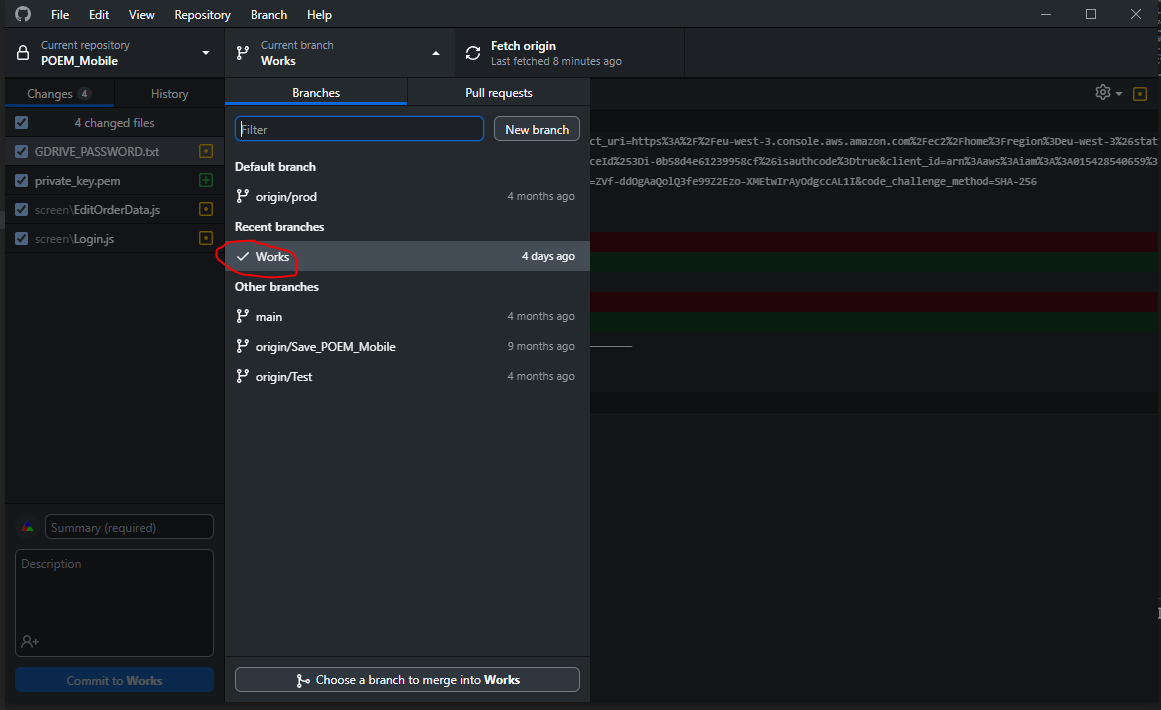 File Edit View Repository Branch Help
Current repository
POEM_Mobile
Current branch
Works
Fetch origin
Last fetched 8 minutes ago
Changes 4
History
4 changed files
GDRIVE_PASSWORD.txt
private_key.pem
screen\EditOrderData.js
screen\Login.js
Summary (required)
Description
Commit to Works
Branches
Pull requests
Filter
New branch
Default branch
origin/prod 4 months ago
Recent branches
Works 4 days ago
Other branches
main 4 months ago
origin/Save_POEM_Mobile 9 months ago
origin/Test 4 months ago
Choose a branch to merge into Works
ct_uri=https%3A%2F%2Feu-west-3.console.aws.amazon.com%2Fec2%2Fhome%3Fregion%3Deu-west-3%26stat
ceId%253Di-0b58d4e61239958cf%26isauthcode%3Dtrue&client_id=arn%3Aaws%3Aiam%3A%3A015428540659%3
=ZVf-ddOgAaQolQ3fe99Z2Ezo-XMEtwIrAyOdgccAL1I&code_challenge_method=SHA-256